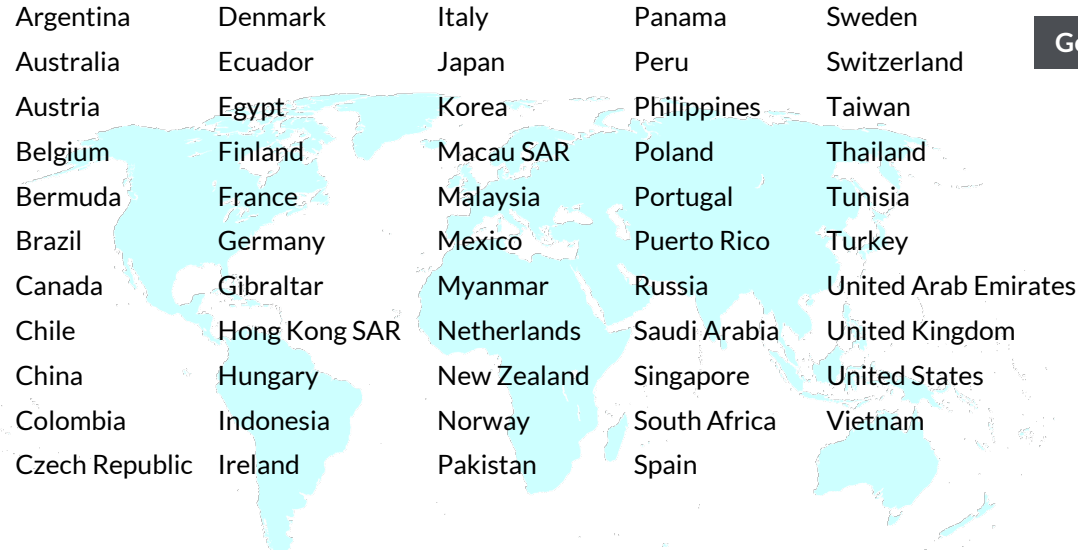 Argentina
Australia
Austria
Belgium
Bermuda
Brazil
Canada
Chile
China
Colombia
Czech Republic
Denmark
Ecuador
Egypt
Finland
France
Germany
Gibraltar
Hong Kong SAR
Hungary
Indonesia
Ireland
Italy
Japan
Korea
Macau SAR
Malaysia
Mexico
Myanmar
Netherlands
New Zealand
Norway
Pakistan
Panama
Peru
Philippines
Poland
Portugal
Puerto Rico
Russia
Saudi Arabia
Singapore
South Africa
Spain
Sweden
Switzerland
Taiwan
Thailand
Tunisia
Turkey
United Arab Emirates
United Kingdom
United States
Vietnam